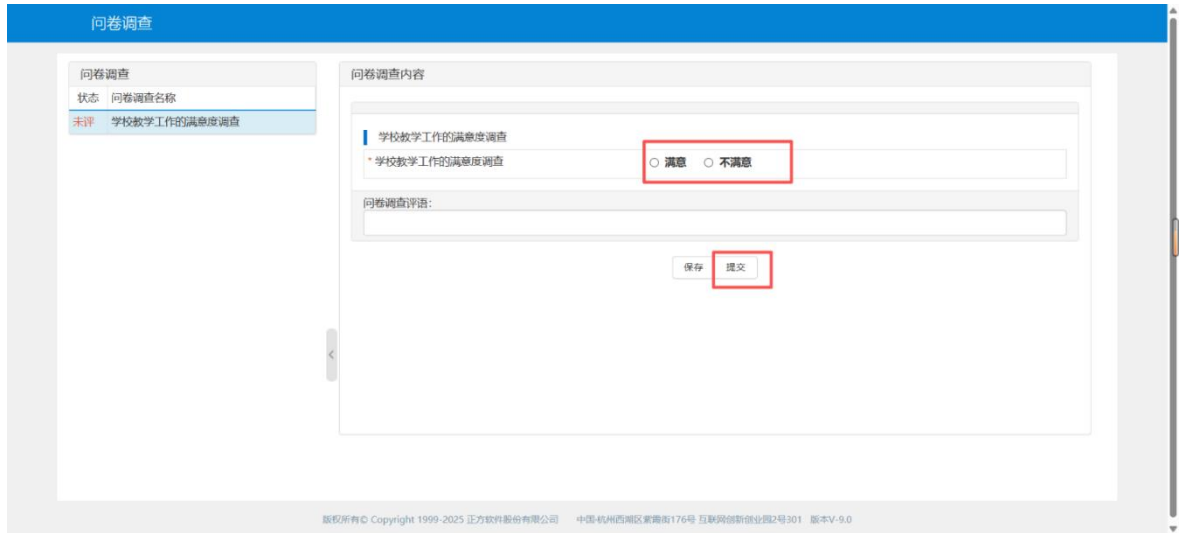 问卷调查
问卷调查
状态 问卷调查名称
未评 学校教学工作的满意度调查
问卷调查内容
学校教学工作的满意度调查
* 学校教学工作的满意度调查 满意 不满意
问卷调查评语:
保存 提交
版权所有© Copyright 1999-2025 正方软件股份有限公司 中国·杭州西湖区紫霞街176号 互联网创新创业园2号301 版本V-9.0